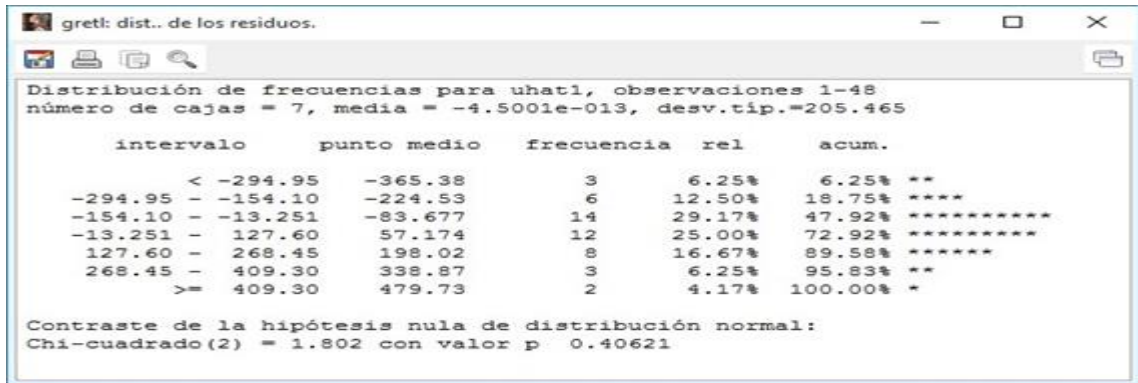 gretl: dist.. de los residuos.
Distribución de frecuencias para uhat1, observaciones 1-48
número de cajas = 7, media = -4.5001e-013, desv.típ.=205.465
intervalo punto medio frecuencia rel acum.
< -294.95 -365.38 3 6.25% 6.25% **
-294.95 - -154.10 -224.53 6 12.50% 18.75% ****
-154.10 - -13.251 -83.677 14 29.17% 47.92% **********
-13.251 - 127.60 57.174 12 25.00% 72.92% *********
127.60 - 268.45 198.02 8 16.67% 89.58% ******
268.45 - 409.30 338.87 3 6.25% 95.83% **
>= 409.30 479.73 2 4.17% 100.00% *
Contraste de la hipótesis nula de distribución normal:
Chi-cuadrado(2) = 1.802 con valor p 0.40621